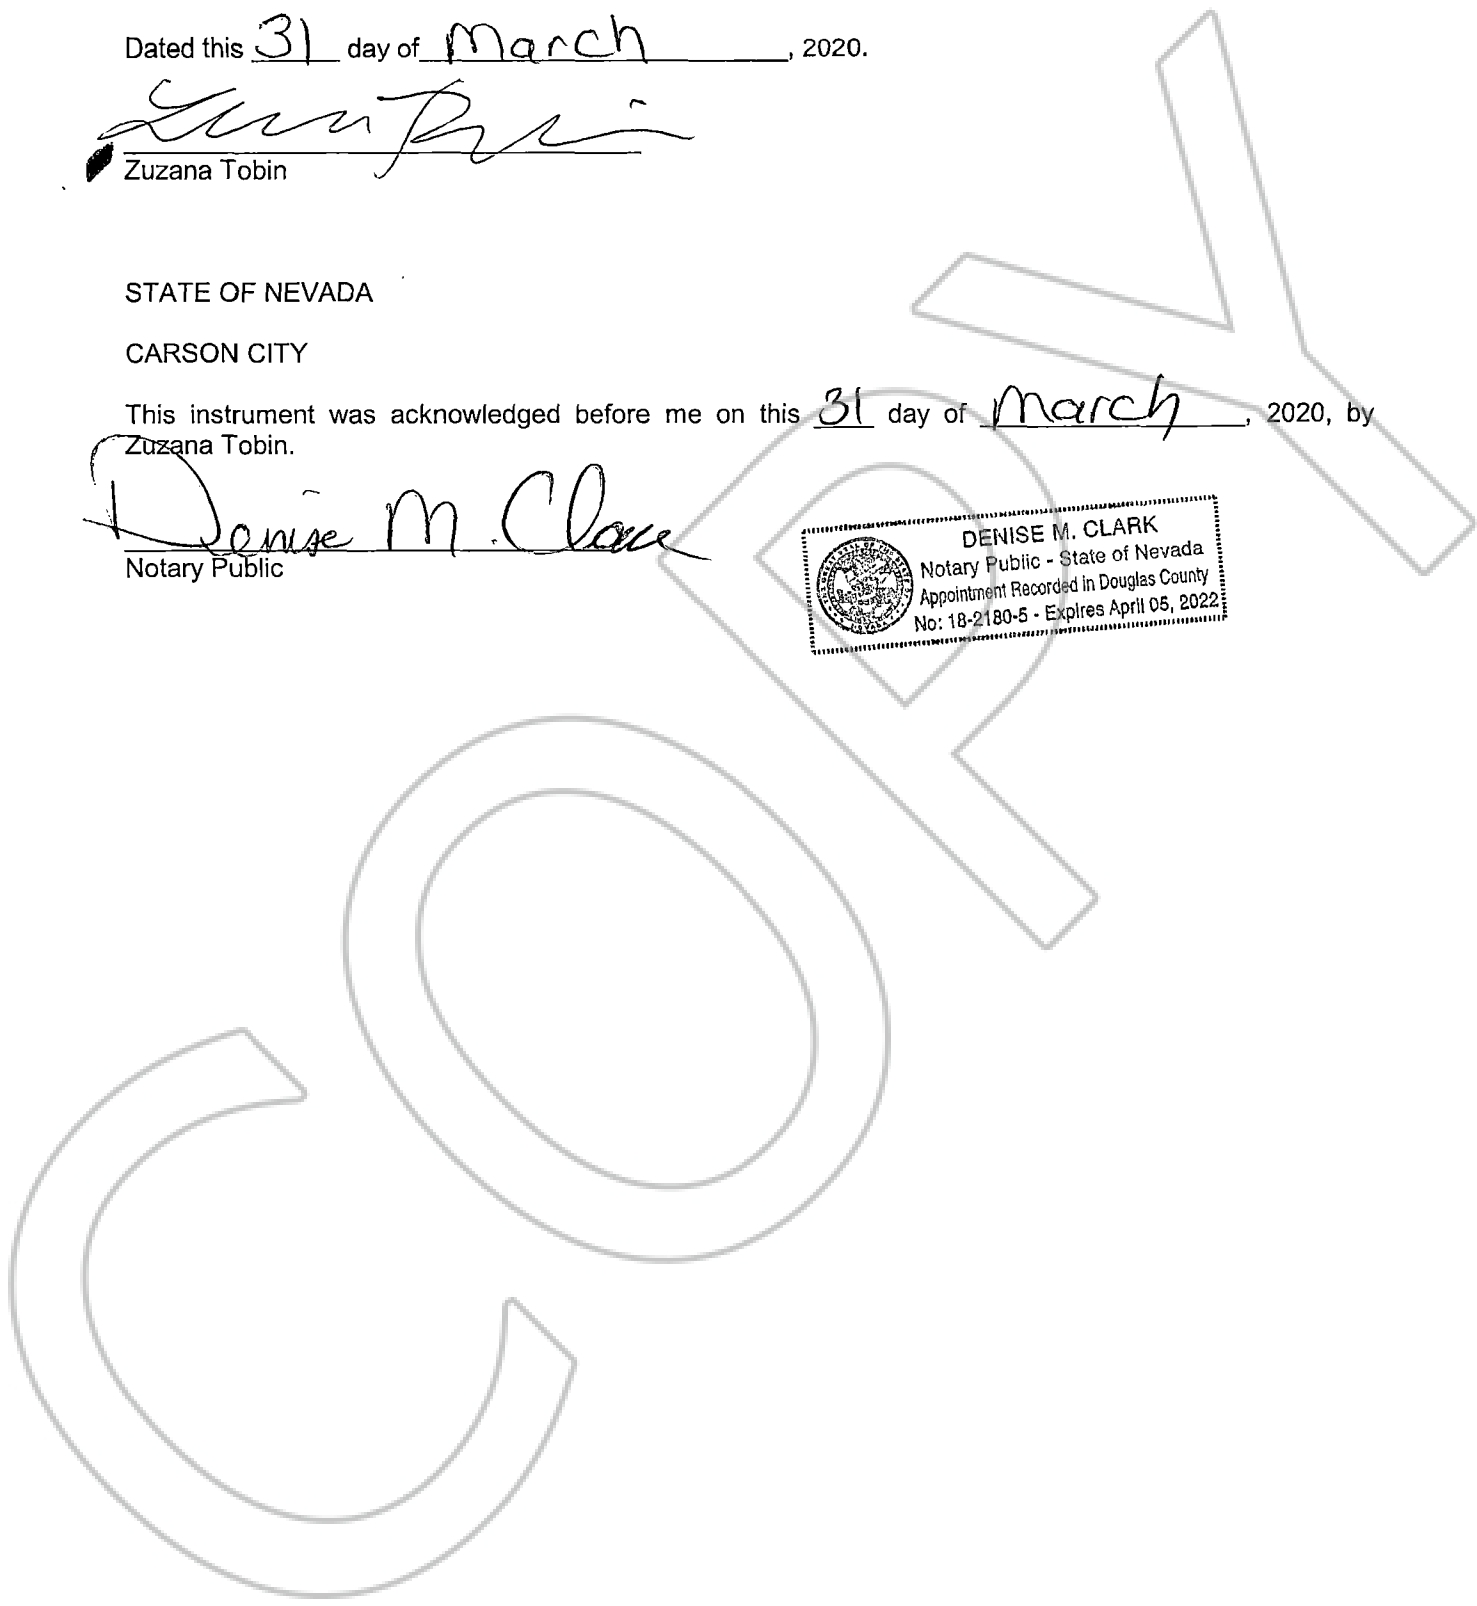 Dated this 31 day of March, 2020.
Zuzana Tobin
STATE OF NEVADA
CARSON CITY
This instrument was acknowledged before me on this 31 day of March, 2020, by
Zuzana Tobin.
Denise M. Clark
Notary Public
DENISE M. CLARK
Notary Public - State of Nevada
Appointment Recorded in Douglas County
No: 18-2180-5 - Expires April 05, 2022
COPY